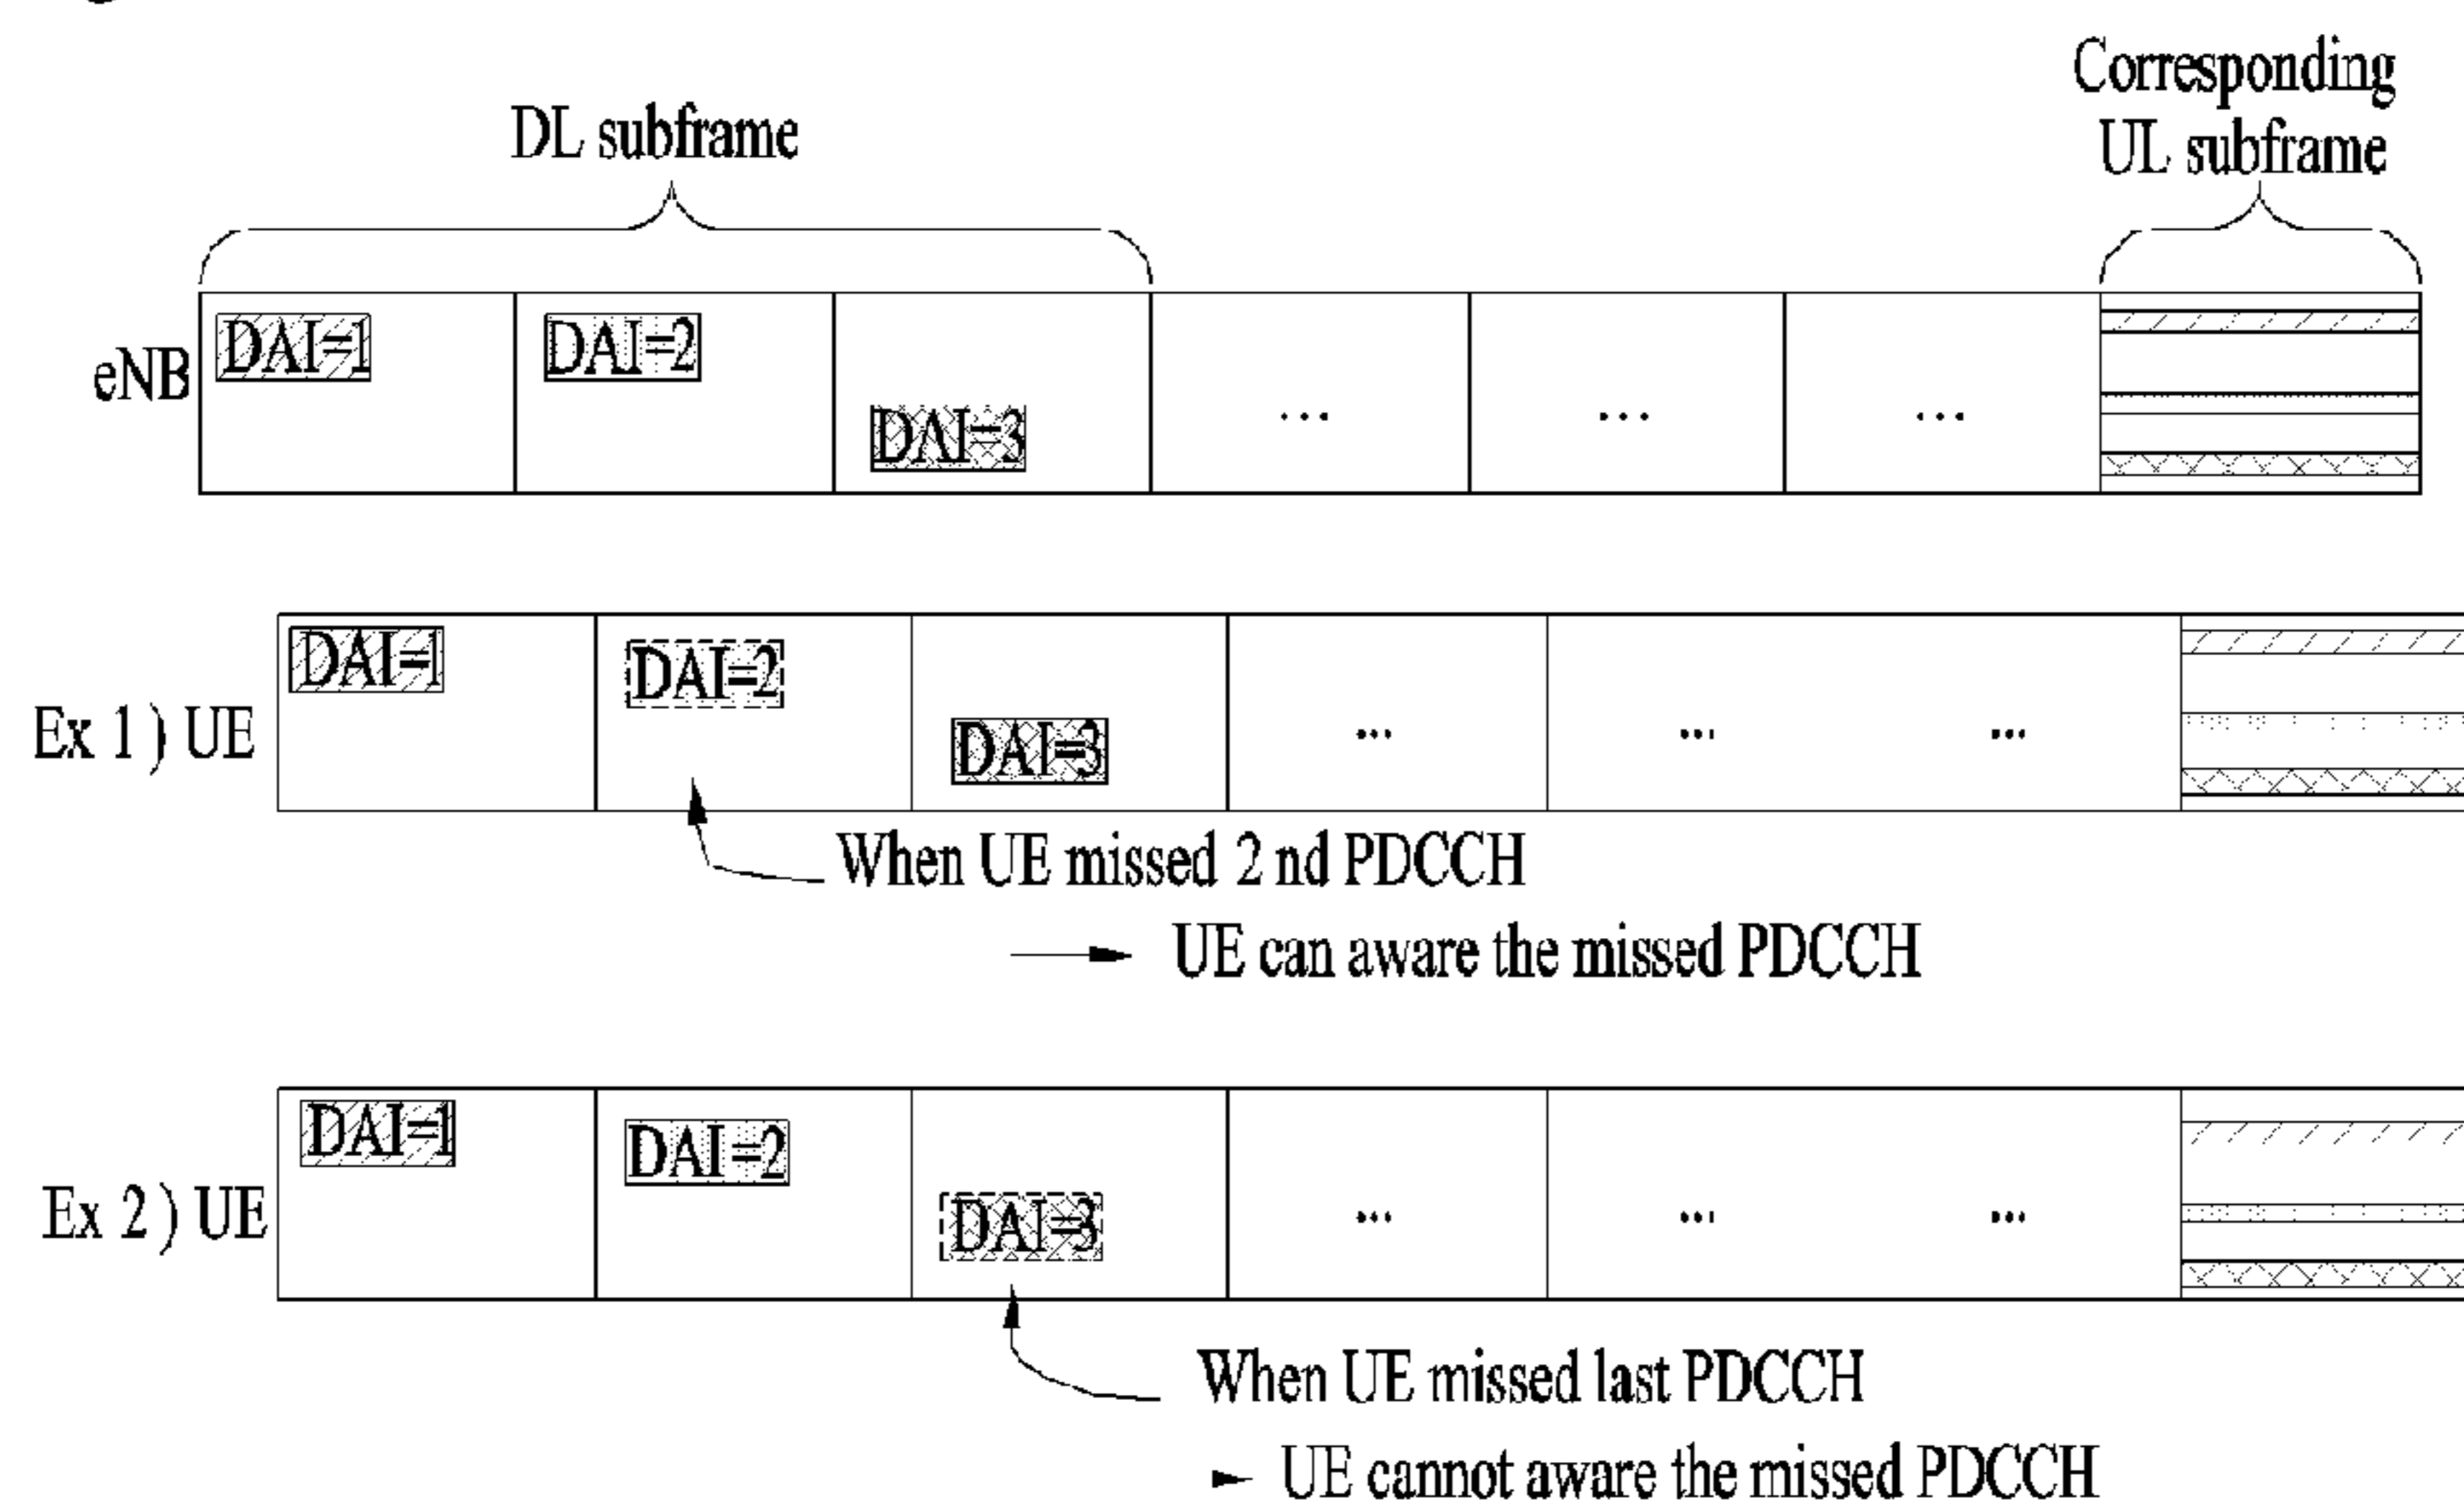 Corresponding
DL subframe
UL subframe
eNB
DAI=1
DAI=2
DAI=3
...
...
...
Ex 1 ) UE
DAI=1
DAI=2
DAI=3
...
...
...
When UE missed 2 nd PDCCH
UE can aware the missed PDCCH
Ex 2 ) UE
DAI=1
DAI=2
DAI=3
...
...
...
When UE missed last PDCCH
UE cannot aware the missed PDCCH